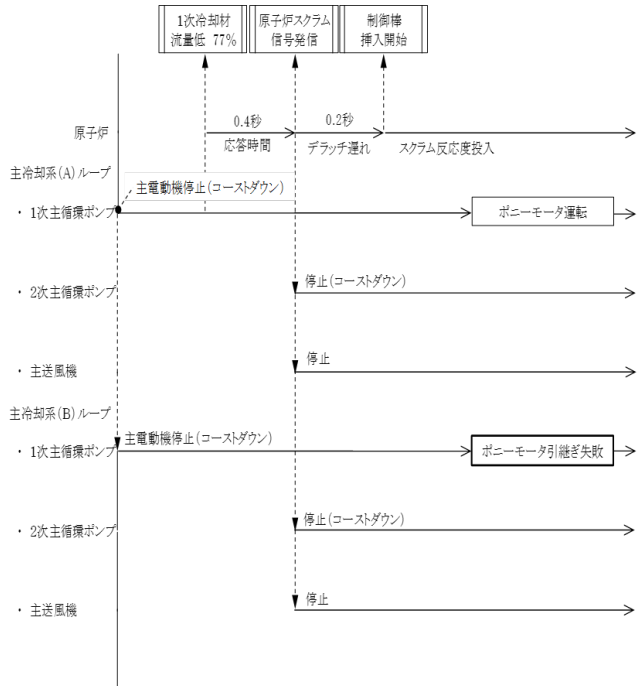 1次冷却材
流量低 77%
原子炉スクラム
信号発信
制御棒
挿入開始
0.4秒
0.2秒
原子炉
応答時間
デラッチ遅れ
スクラム反応度投入
主冷却系(A)ループ
主電動機停止(コーストダウン)
・ 1次主循環ポンプ
ポニーモータ運転
・ 2次主循環ポンプ
停止(コーストダウン)
・ 主送風機
停止
主冷却系(B)ループ
主電動機停止(コーストダウン)
・ 1次主循環ポンプ
ポニーモータ引継ぎ失敗
・ 2次主循環ポンプ
停止(コーストダウン)
・ 主送風機
停止